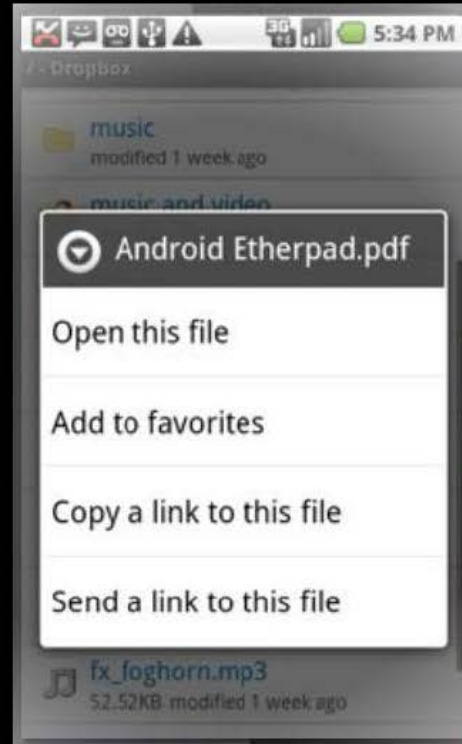 3G
5:34 PM
/ - Dropbox
music
modified 1 week ago
music and video
Android Etherpad.pdf
Open this file
Add to favorites
Copy a link to this file
Send a link to this file
fx_foghorn.mp3
52.52KB modified 1 week ago